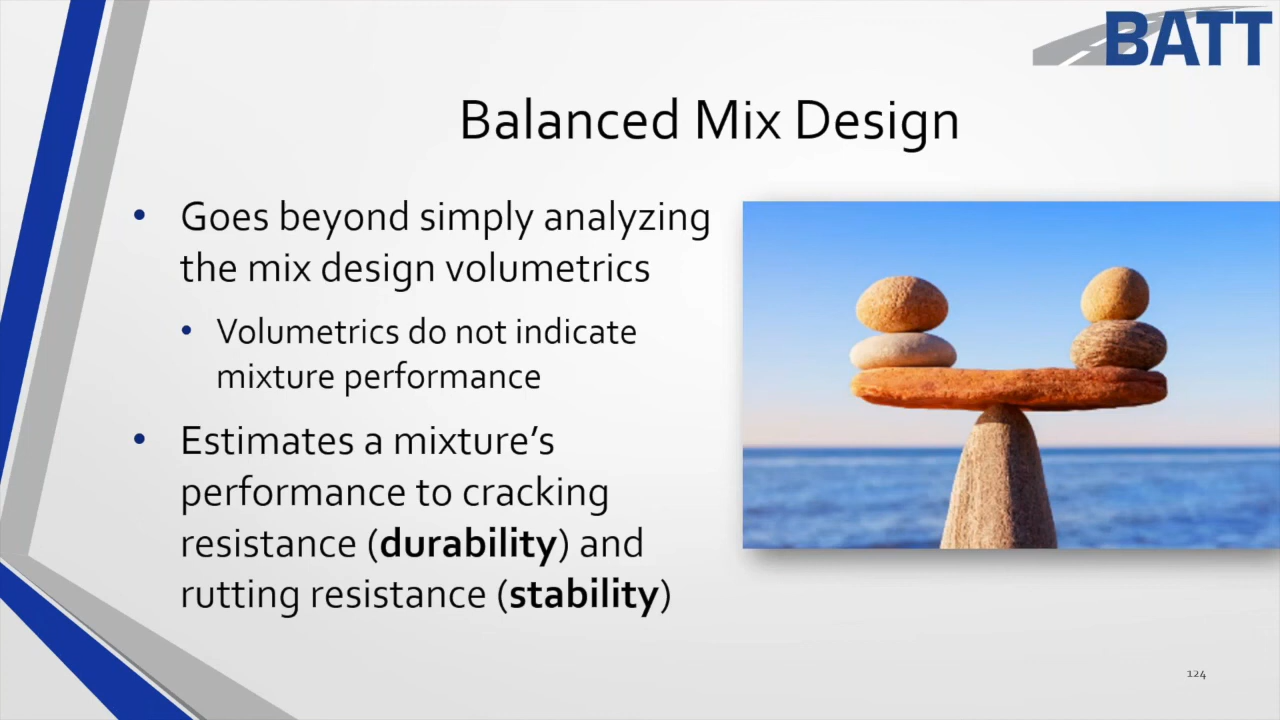 BATT
Balanced Mix Design
• Goes beyond simply analyzing
the mix design volumetrics
• Volumetrics do not indicate
mixture performance
• Estimates a mixture’s
performance to cracking
resistance (durability) and
rutting resistance (stability)
124